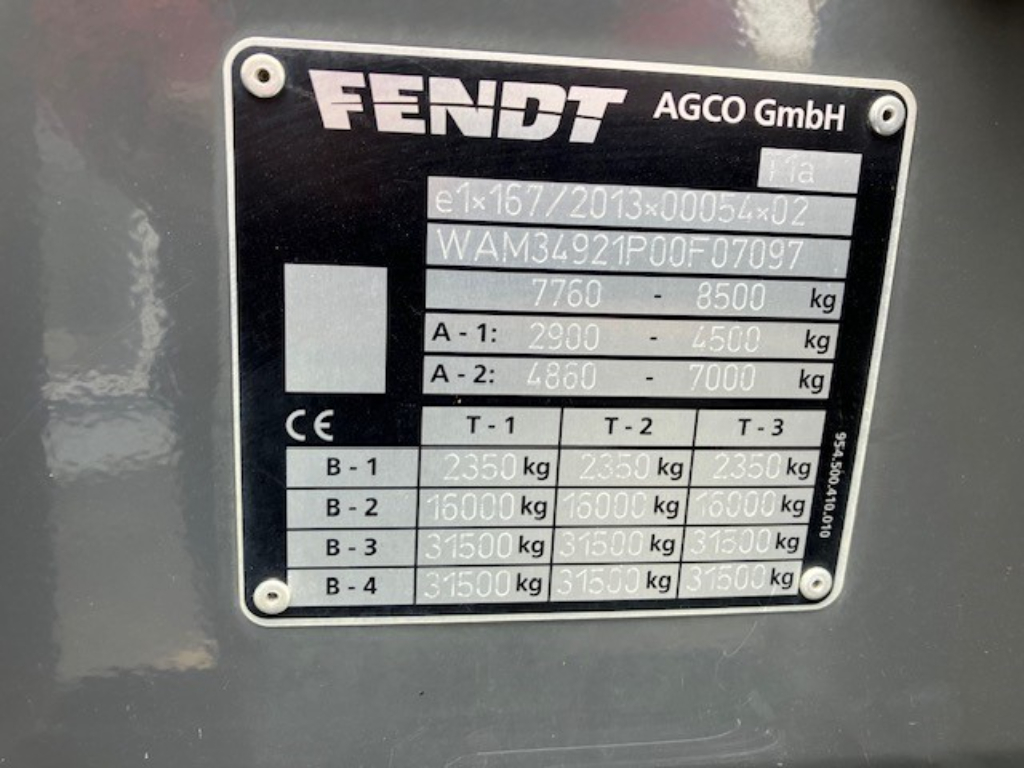 FENDT AGCO GmbH
1a
e1×167/2013×00054×02
WAM34921P00F07097
7760 - 8500 kg
A - 1: 2900 - 4500 kg
A - 2: 4860 - 7000 kg
CE T - 1 T - 2 T - 3
B - 1 2350 kg 2350 kg 2350 kg
B - 2 16000 kg 16000 kg 16000 kg
B - 3 31500 kg 31500 kg 31500 kg
B - 4 31500 kg 31500 kg 31500 kg
954.500.410.010